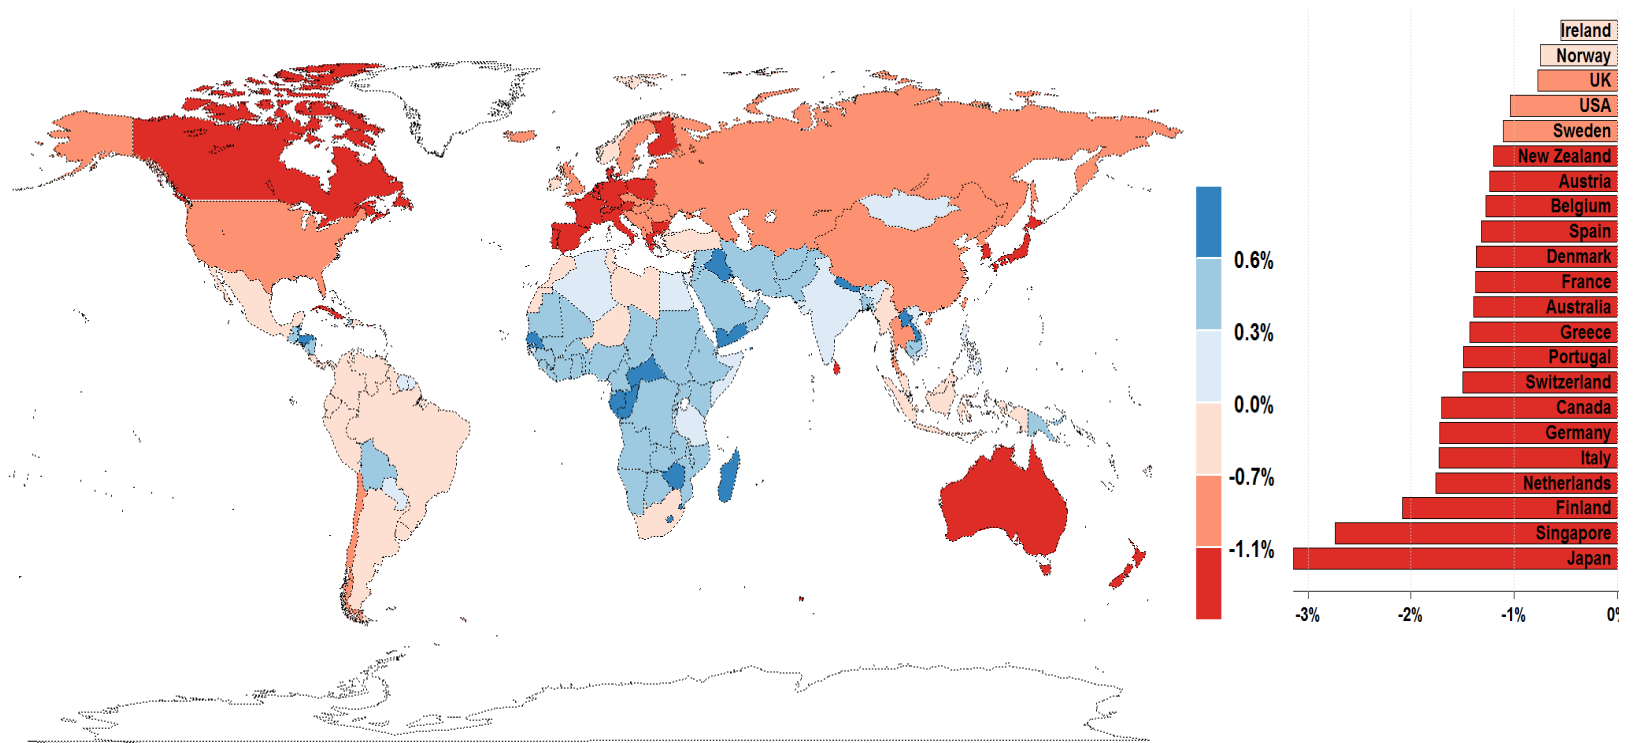 Ireland
Norway
UK
USA
Sweden
New Zealand
Austria
Belgium
Spain
Denmark
France
Australia
Greece
Portugal
Switzerland
Canada
Germany
Italy
Netherlands
Finland
Singapore
Japan
-3% -2% -1% 0%
0.6%
0.3%
0.0%
-0.7%
-1.1%